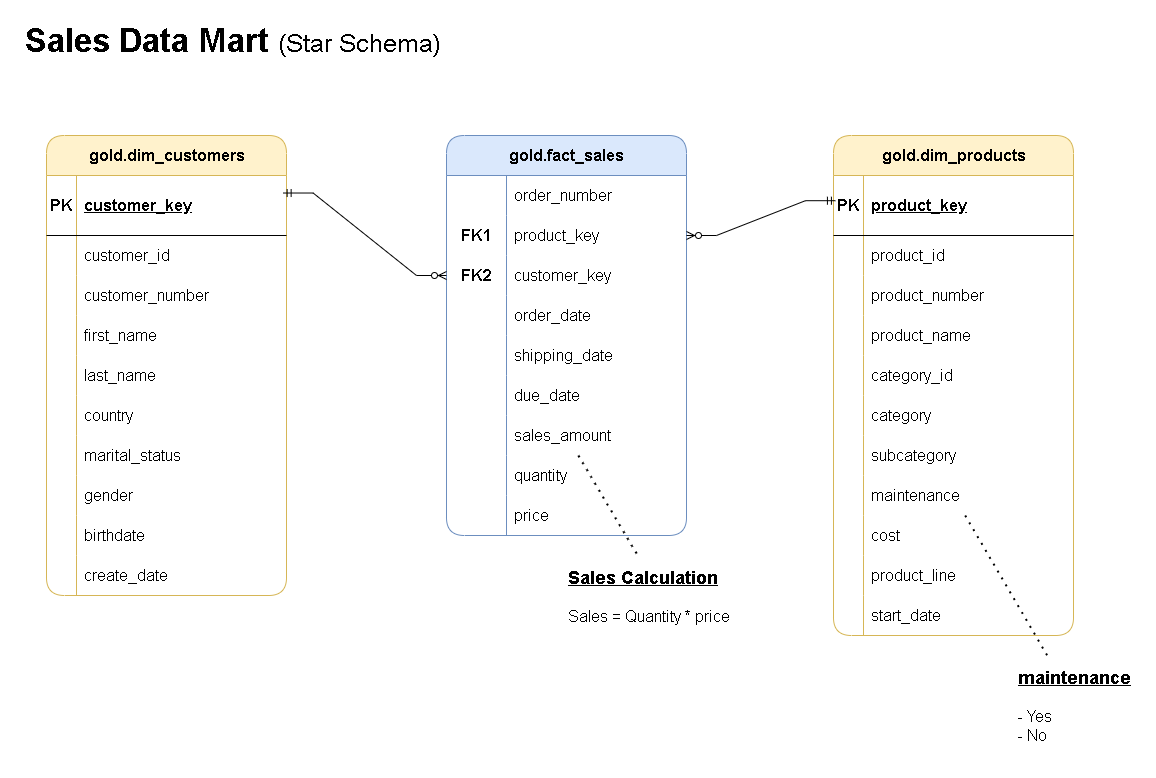 Sales Data Mart (Star Schema)
gold.dim_customers
PK customer_key
customer_id
customer_number
first_name
last_name
country
marital_status
gender
birthdate
create_date
gold.fact_sales
order_number
FK1 product_key
FK2 customer_key
order_date
shipping_date
due_date
sales_amount
quantity
price
Sales Calculation
Sales = Quantity * price
gold.dim_products
PK product_key
product_id
product_number
product_name
category_id
category
subcategory
maintenance
cost
product_line
start_date
maintenance
- Yes
- No